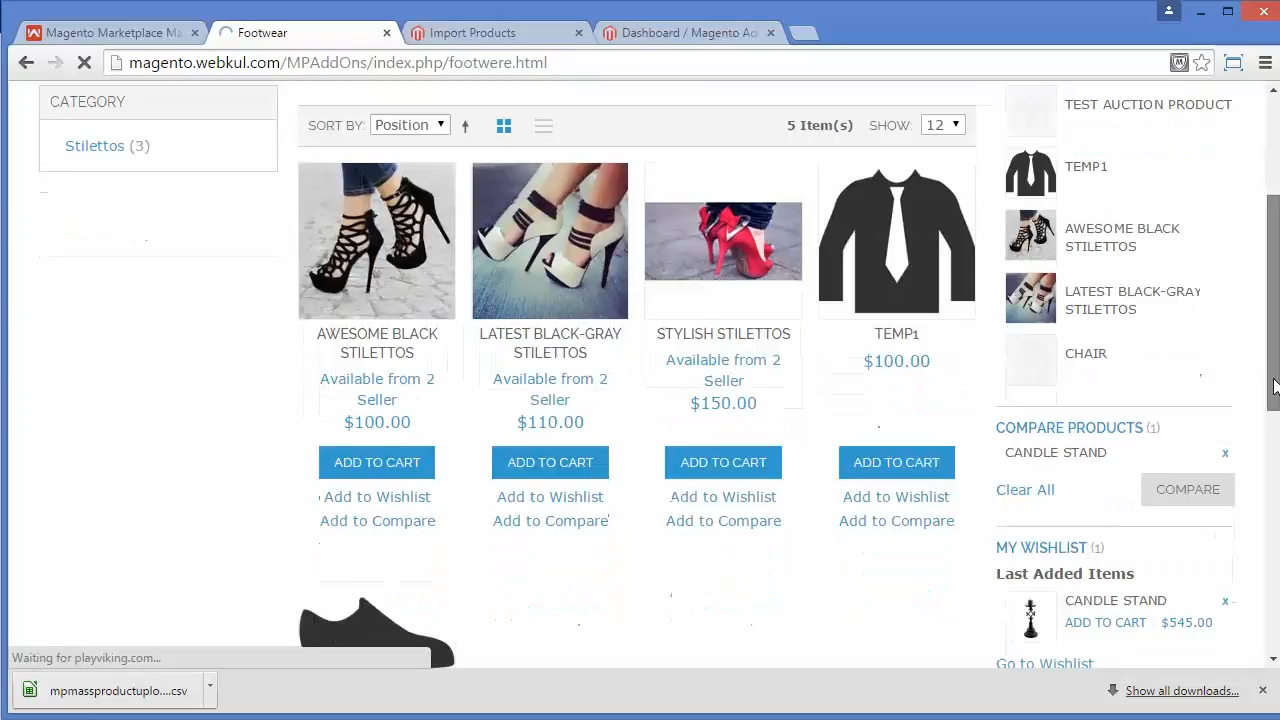 Magento Marketplace Ma
Footwear
Import Products
Dashboard / Magento Ad
magento.webkul.com/MPAddOns/index.php/footwere.html
CATEGORY
Stilettos (3)
SORT BY: Position
5 Item(s) SHOW: 12
AWESOME BLACK
STILETTOS
Available from 2
Seller
$100.00
ADD TO CART
Add to Wishlist
Add to Compare
LATEST BLACK-GRAY
STILETTOS
Available from 2
Seller
$110.00
ADD TO CART
Add to Wishlist
Add to Compare
STYLISH STILETTOS
Available from 2
Seller
$150.00
ADD TO CART
Add to Wishlist
Add to Compare
TEMP1
$100.00
ADD TO CART
Add to Wishlist
Add to Compare
TEST AUCTION PRODUCT
TEMP1
AWESOME BLACK
STILETTOS
LATEST BLACK-GRAY
STILETTOS
CHAIR
COMPARE PRODUCTS (1)
CANDLE STAND x
Clear All COMPARE
MY WISHLIST (1)
Last Added Items
CANDLE STAND x
ADD TO CART $545.00
Go to Wishlist
Waiting for playviking.com...
mpmassproductuplo....csv
Show all downloads...